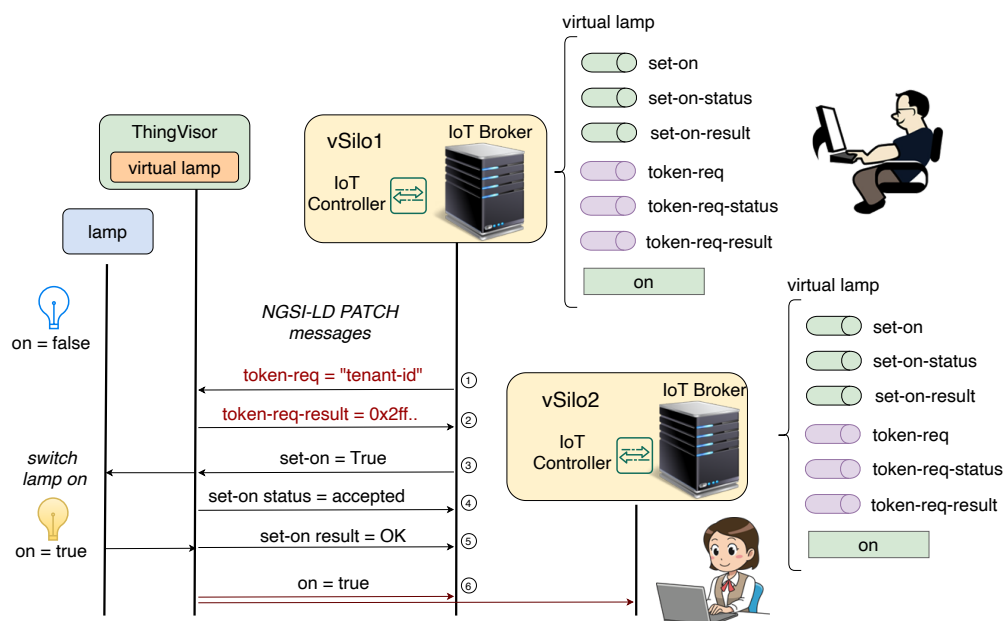 virtual lamp
set-on
set-on-status
set-on-result
token-req
token-req-status
token-req-result
on
ThingVisor
virtual lamp
vSilo1
IoT Broker
IoT
Controller
lamp
on = false
NGSI-LD PATCH
messages
virtual lamp
set-on
set-on-status
set-on-result
token-req
token-req-status
token-req-result
on
vSilo2
IoT Broker
IoT
Controller
token-req = "tenant-id"
1
token-req-result = 0x2ff..
2
switch
lamp on
set-on = True
3
set-on status = accepted
4
on = true
set-on result = OK
5
on = true
6